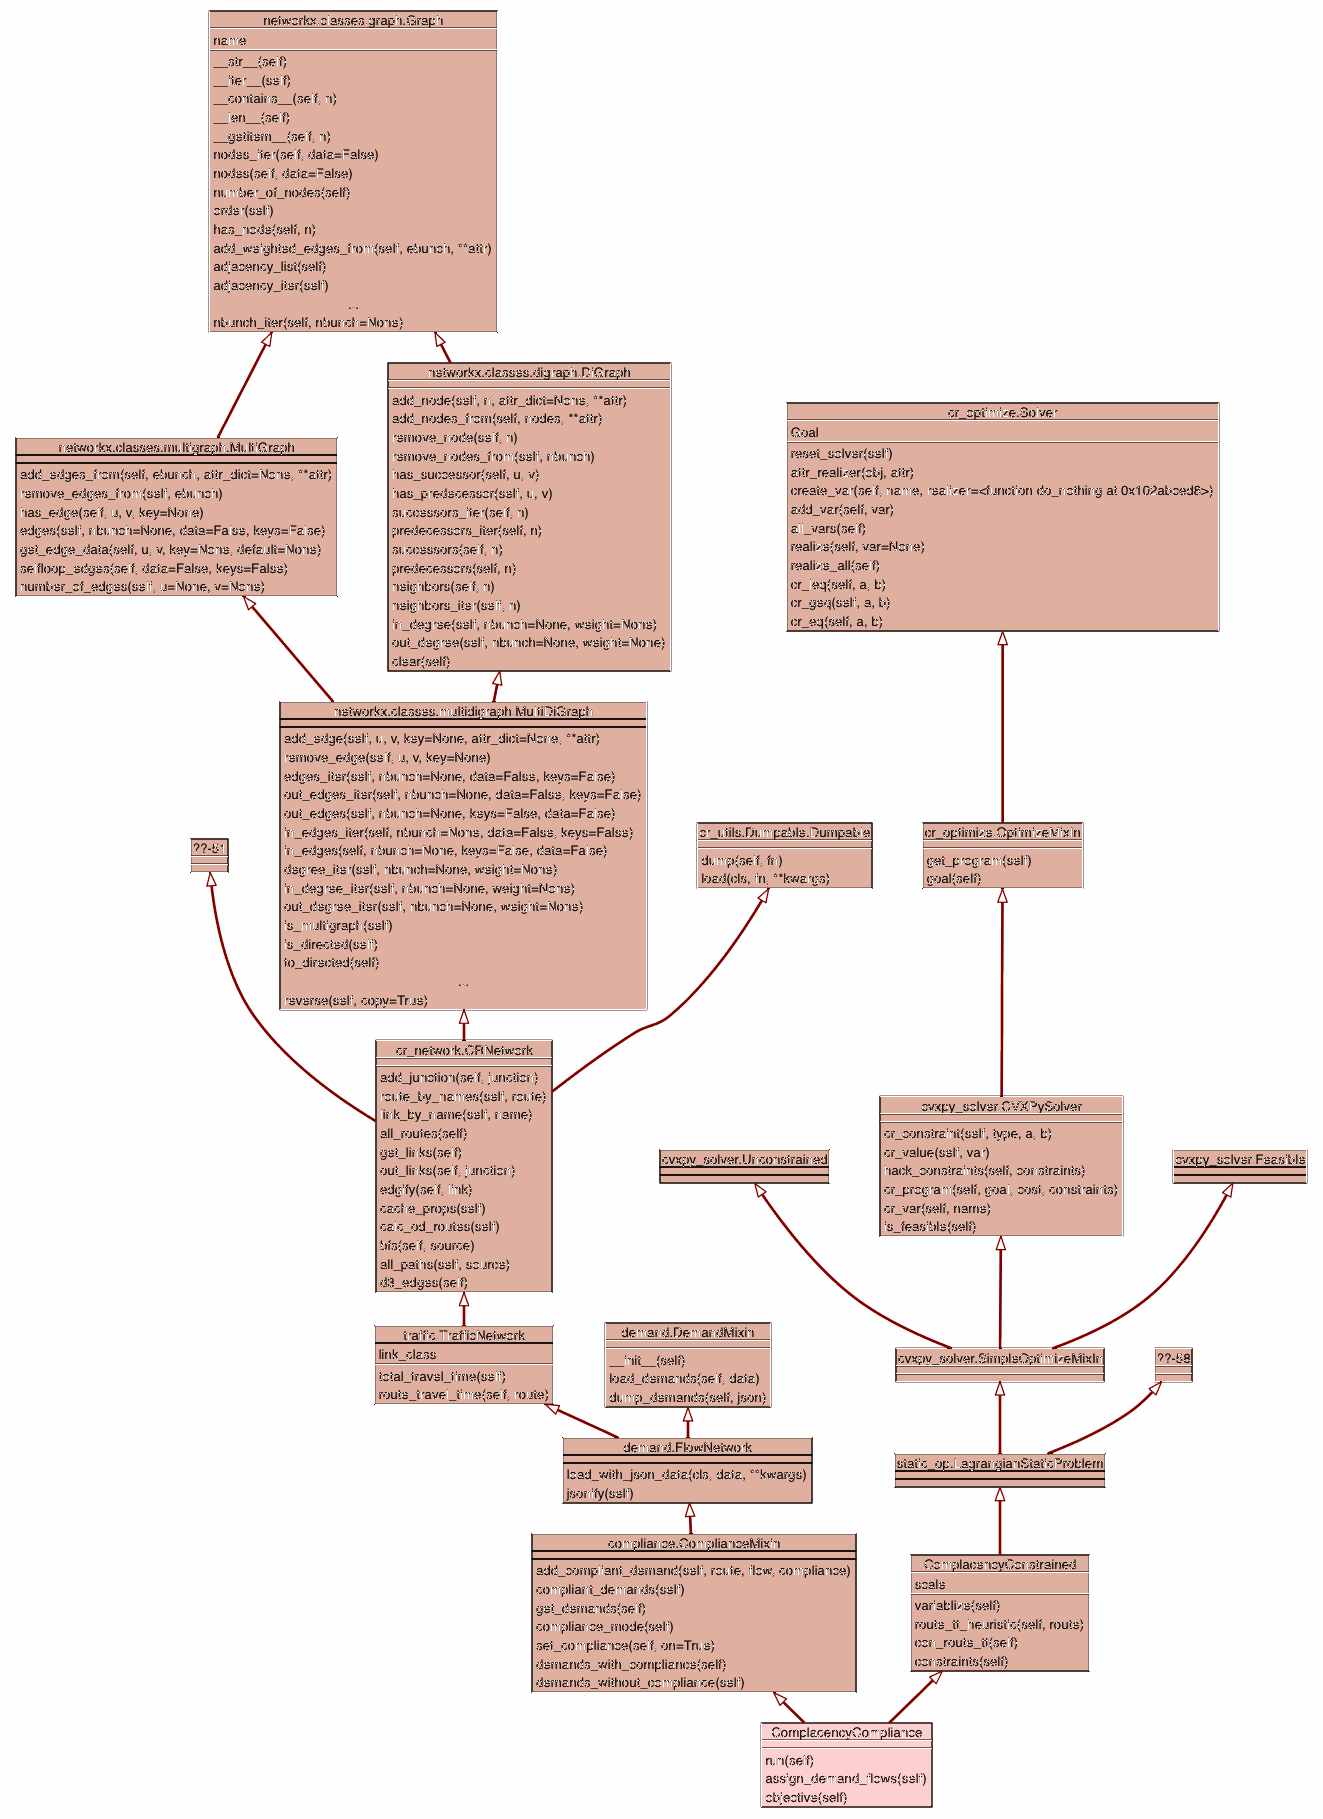 networkx.classes.graph.Graph
name
__str__(self)
__iter__(self)
__contains__(self, n)
__len__(self)
__getitem__(self, n)
nodes_iter(self, data=False)
nodes(self, data=False)
number_of_nodes(self)
order(self)
has_node(self, n)
add_weighted_edges_from(self, ebunch, **attr)
adjacency_list(self)
adjacency_iter(self)
...
nbunch_iter(self, nbunch=None)
networkx.classes.digraph.DiGraph
add_node(self, n, attr_dict=None, **attr)
add_nodes_from(self, nodes, **attr)
remove_node(self, n)
remove_nodes_from(self, nbunch)
has_successor(self, u, v)
has_predecessor(self, u, v)
successors_iter(self, n)
predecessors_iter(self, n)
successors(self, n)
predecessors(self, n)
neighbors(self, n)
neighbors_iter(self, n)
in_degree(self, nbunch=None, weight=None)
out_degree(self, nbunch=None, weight=None)
clear(self)
cr_optimize.Solver
Goal
reset_solver(self)
attr_realizer(obj, attr)
create_var(self, name, realizer=<function do_nothing at 0x102abced8>)
add_var(self, var)
all_vars(self)
realize(self, var=None)
realize_all(self)
cr_leq(self, a, b)
cr_geq(self, a, b)
cr_eq(self, a, b)
networkx.classes.multigraph.MultiGraph
add_edges_from(self, ebunch, attr_dict=None, **attr)
remove_edges_from(self, ebunch)
has_edge(self, u, v, key=None)
edges(self, nbunch=None, data=False, keys=False)
get_edge_data(self, u, v, key=None, default=None)
selfloop_edges(self, data=False, keys=False)
number_of_edges(self, u=None, v=None)
networkx.classes.multidigraph.MultiDiGraph
add_edge(self, u, v, key=None, attr_dict=None, **attr)
remove_edge(self, u, v, key=None)
edges_iter(self, nbunch=None, data=False, keys=False)
out_edges_iter(self, nbunch=None, data=False, keys=False)
out_edges(self, nbunch=None, keys=False, data=False)
in_edges_iter(self, nbunch=None, data=False, keys=False)
in_edges(self, nbunch=None, keys=False, data=False)
degree_iter(self, nbunch=None, weight=None)
in_degree_iter(self, nbunch=None, weight=None)
out_degree_iter(self, nbunch=None, weight=None)
is_multigraph(self)
is_directed(self)
to_directed(self)
...
reverse(self, copy=True)
??-51
cr_utils.Dumpable.Dumpable
dump(self, fn)
load(cls, fn, **kwargs)
cr_optimize.OptimizeMixIn
get_program(self)
goal(self)
cr_network.CRNetwork
add_junction(self, junction)
route_by_names(self, route)
link_by_name(self, name)
all_routes(self)
get_links(self)
out_links(self, junction)
edgify(self, link)
cache_props(self)
calc_od_routes(self)
bfs(self, source)
all_paths(self, source)
d3_edges(self)
cvxpy_solver.CVXPySolver
cr_constraint(self, type, a, b)
cr_value(self, var)
hack_constraints(self, constraints)
cr_program(self, goal, cost, constraints)
cr_var(self, name)
is_feasible(self)
cvxpy_solver.Unconstrained
cvxpy_solver.Feasible
traffic.TrafficNetwork
link_class
total_travel_time(self)
route_travel_time(self, route)
demand.DemandMixin
__init__(self)
load_demands(self, data)
dump_demands(self, json)
cvxpy_solver.SimpleOptimizeMixIn
??-58
demand.FlowNetwork
load_with_json_data(cls, data, **kwargs)
jsonify(self)
static_op.LagrangianStaticProblem
compliance.ComplianceMixin
add_compliant_demand(self, route, flow, compliance)
compliant_demands(self)
get_demands(self)
compliance_mode(self)
set_compliance(self, on=True)
demands_with_compliance(self)
demands_without_compliance(self)
ComplacencyConstrained
scale
variablize(self)
route_tt_heuristic(self, route)
con_route_tt(self)
constraints(self)
ComplacencyCompliance
run(self)
assign_demand_flows(self)
objective(self)